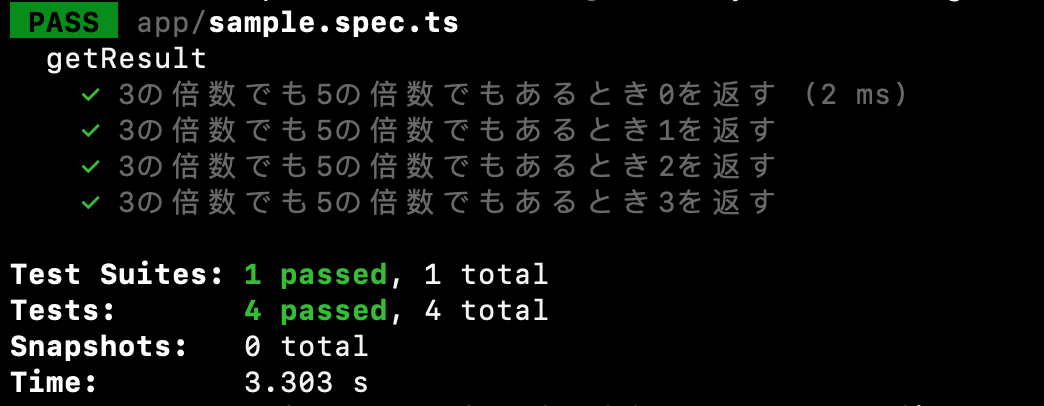 PASS app/sample.spec.ts
getResult
✓ 3の倍数でも5の倍数でもあるとき0を返す (2 ms)
✓ 3の倍数でも5の倍数でもあるとき1を返す
✓ 3の倍数でも5の倍数でもあるとき2を返す
✓ 3の倍数でも5の倍数でもあるとき3を返す
Test Suites: 1 passed, 1 total
Tests: 4 passed, 4 total
Snapshots: 0 total
Time: 3.303 s